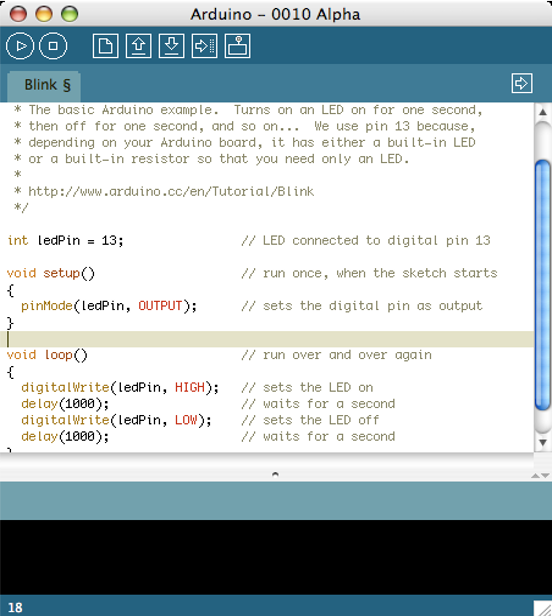 Arduino - 0010 Alpha
Blink §
* The basic Arduino example.  Turns on an LED on for one second,
* then off for one second, and so on...  We use pin 13 because,
* depending on your Arduino board, it has either a built-in LED
* or a built-in resistor so that you need only an LED.
*
* http://www.arduino.cc/en/Tutorial/Blink
*/
int ledPin = 13;                // LED connected to digital pin 13
void setup()                    // run once, when the sketch starts
{
  pinMode(ledPin, OUTPUT);      // sets the digital pin as output
}
void loop()                     // run over and over again
{
  digitalWrite(ledPin, HIGH);   // sets the LED on
  delay(1000);                  // waits for a second
  digitalWrite(ledPin, LOW);    // sets the LED off
  delay(1000);                  // waits for a second
}
18